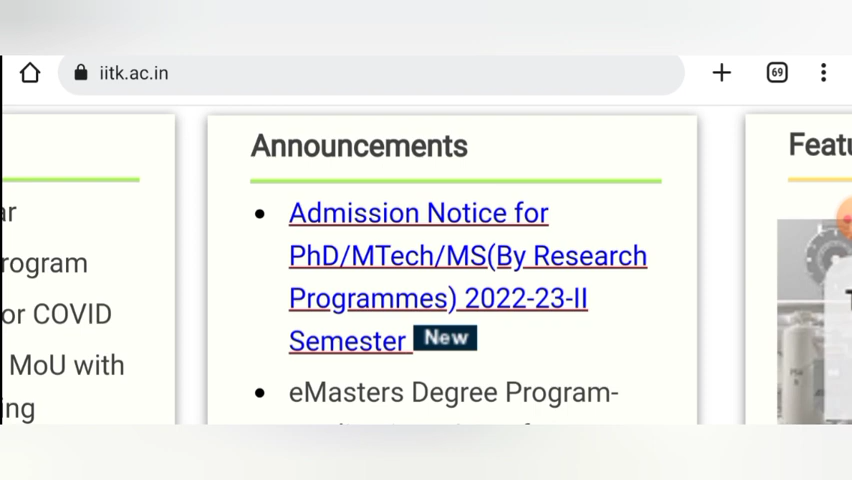 iitk.ac.in
69
ar
rogram
or COVID
MoU with
ing
Announcements
Admission Notice for
PhD/MTech/MS(By Research
Programmes) 2022-23-II
Semester New
eMasters Degree Program-
Featu